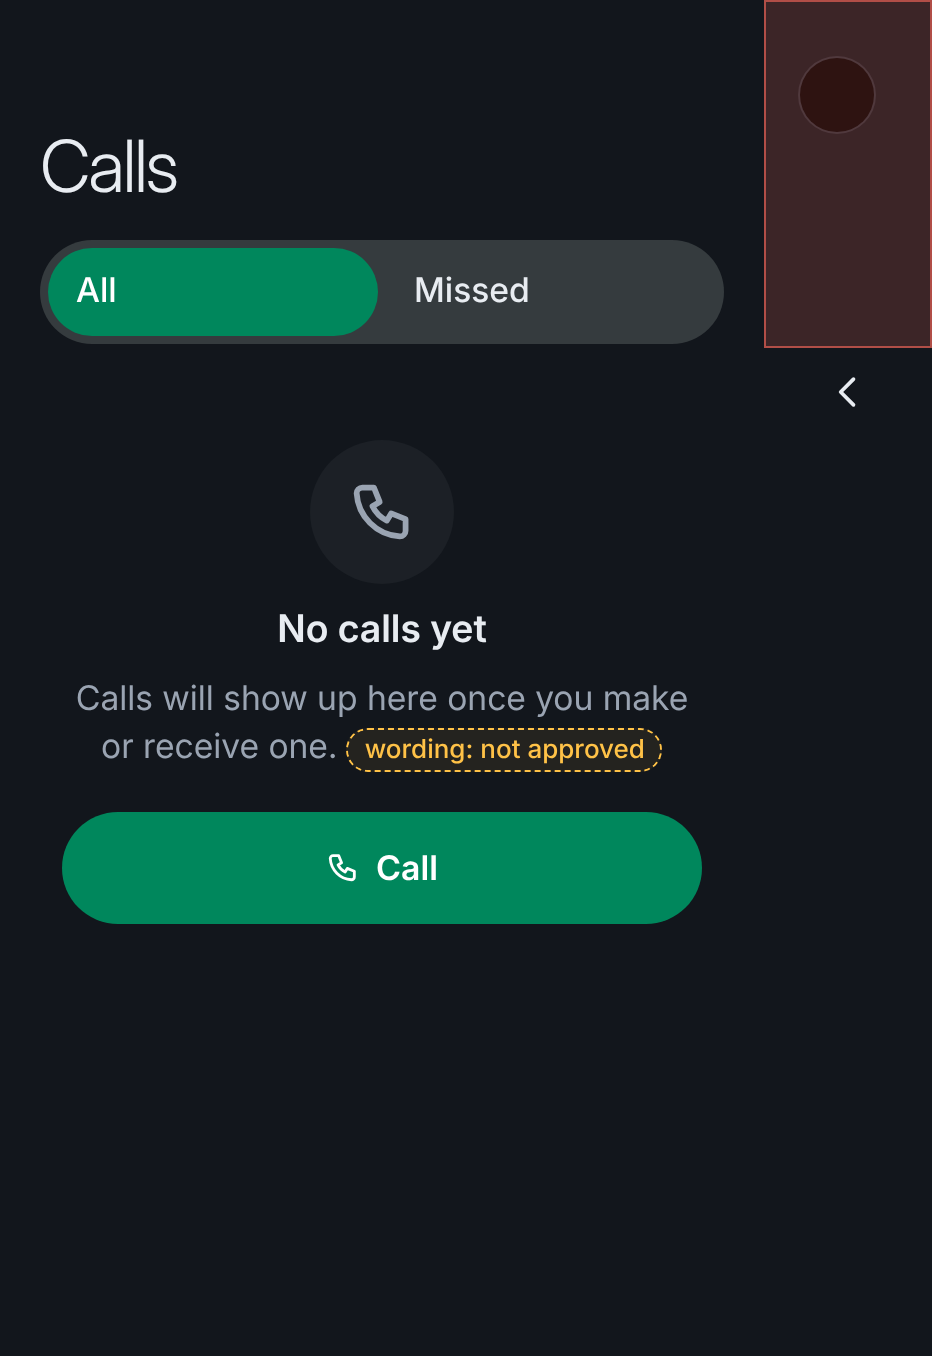 Calls
All
Missed
No calls yet
Calls will show up here once you make
or receive one. wording: not approved
Call